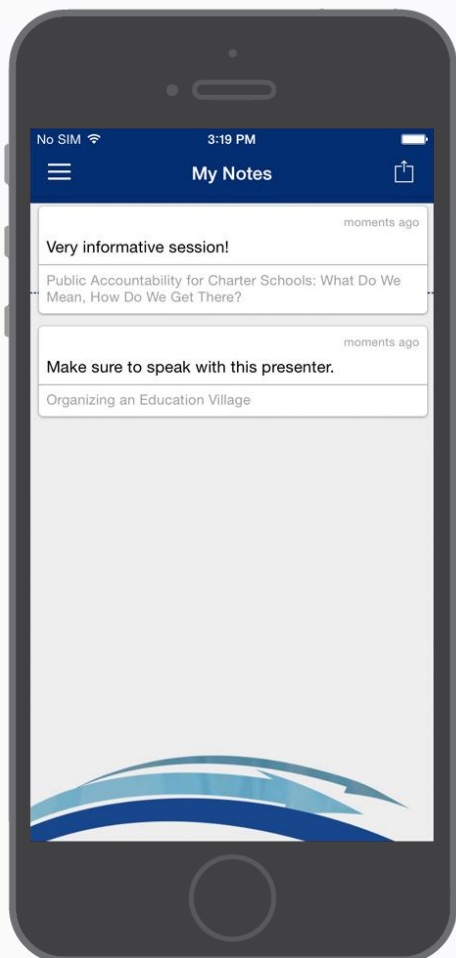 No SIM 3:19 PM
My Notes
moments ago
Very informative session!
Public Accountability for Charter Schools: What Do We
Mean, How Do We Get There?
moments ago
Make sure to speak with this presenter.
Organizing an Education Village